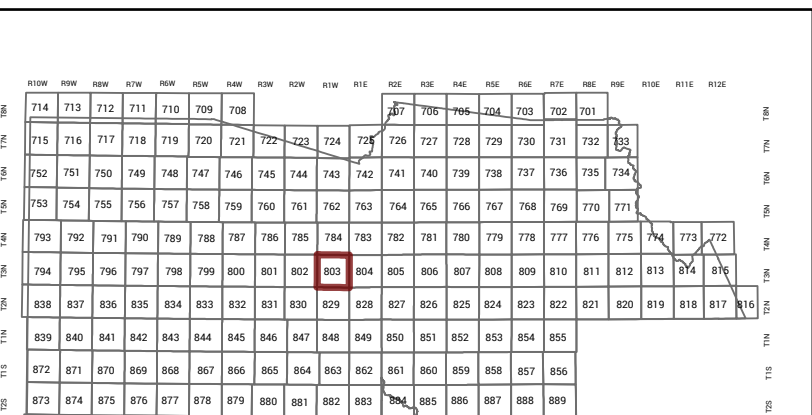 R10W R9W R8W R7W R6W R5W R4W R3W R2W R1W R1E R2E R3E R4E R5E R6E R7E R8E R9E R10E R11E R12E
T8N 714 713 712 711 710 709 708 707 706 705 704 703 702 701 T8N
T7N 715 716 717 718 719 720 721 722 723 724 725 726 727 728 729 730 731 732 733 T7N
T6N 752 751 750 749 748 747 746 745 744 743 742 741 740 739 738 737 736 735 734 T6N
T5N 753 754 755 756 757 758 759 760 761 762 763 764 765 766 767 768 769 770 771 T5N
T4N 793 792 791 790 789 788 787 786 785 784 783 782 781 780 779 778 777 776 775 774 773 772 T4N
T3N 794 795 796 797 798 799 800 801 802 803 804 805 806 807 808 809 810 811 812 813 814 815 T3N
T2N 838 837 836 835 834 833 832 831 830 829 828 827 826 825 824 823 822 821 820 819 818 817 816 T2N
T1N 839 840 841 842 843 844 845 846 847 848 849 850 851 852 853 854 855 T1N
T1S 872 871 870 869 868 867 866 865 864 863 862 861 860 859 858 857 856 T1S
T2S 873 874 875 876 877 878 879 880 881 882 883 884 885 886 887 888 889 T2S